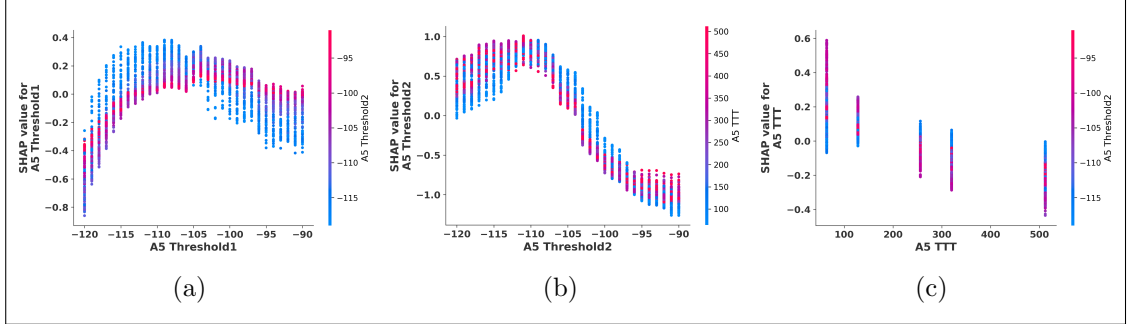 0.4
0.2
0.0
−0.2
−0.4
−0.6
−0.8
SHAP value for
A5 Threshold1
−120 −115 −110 −105 −100 −95 −90
A5 Threshold1
−95
−100
−105
−110
−115
A5 Threshold2
(a)
1.0
0.5
0.0
−0.5
−1.0
SHAP value for
A5 Threshold2
−120 −115 −110 −105 −100 −95 −90
A5 Threshold2
500
450
400
350
300
250
200
150
100
A5 TTT
(b)
0.6
0.4
0.2
0.0
−0.2
−0.4
SHAP value for
A5 TTT
100 200 300 400 500
A5 TTT
−95
−100
−105
−110
−115
A5 Threshold2
(c)